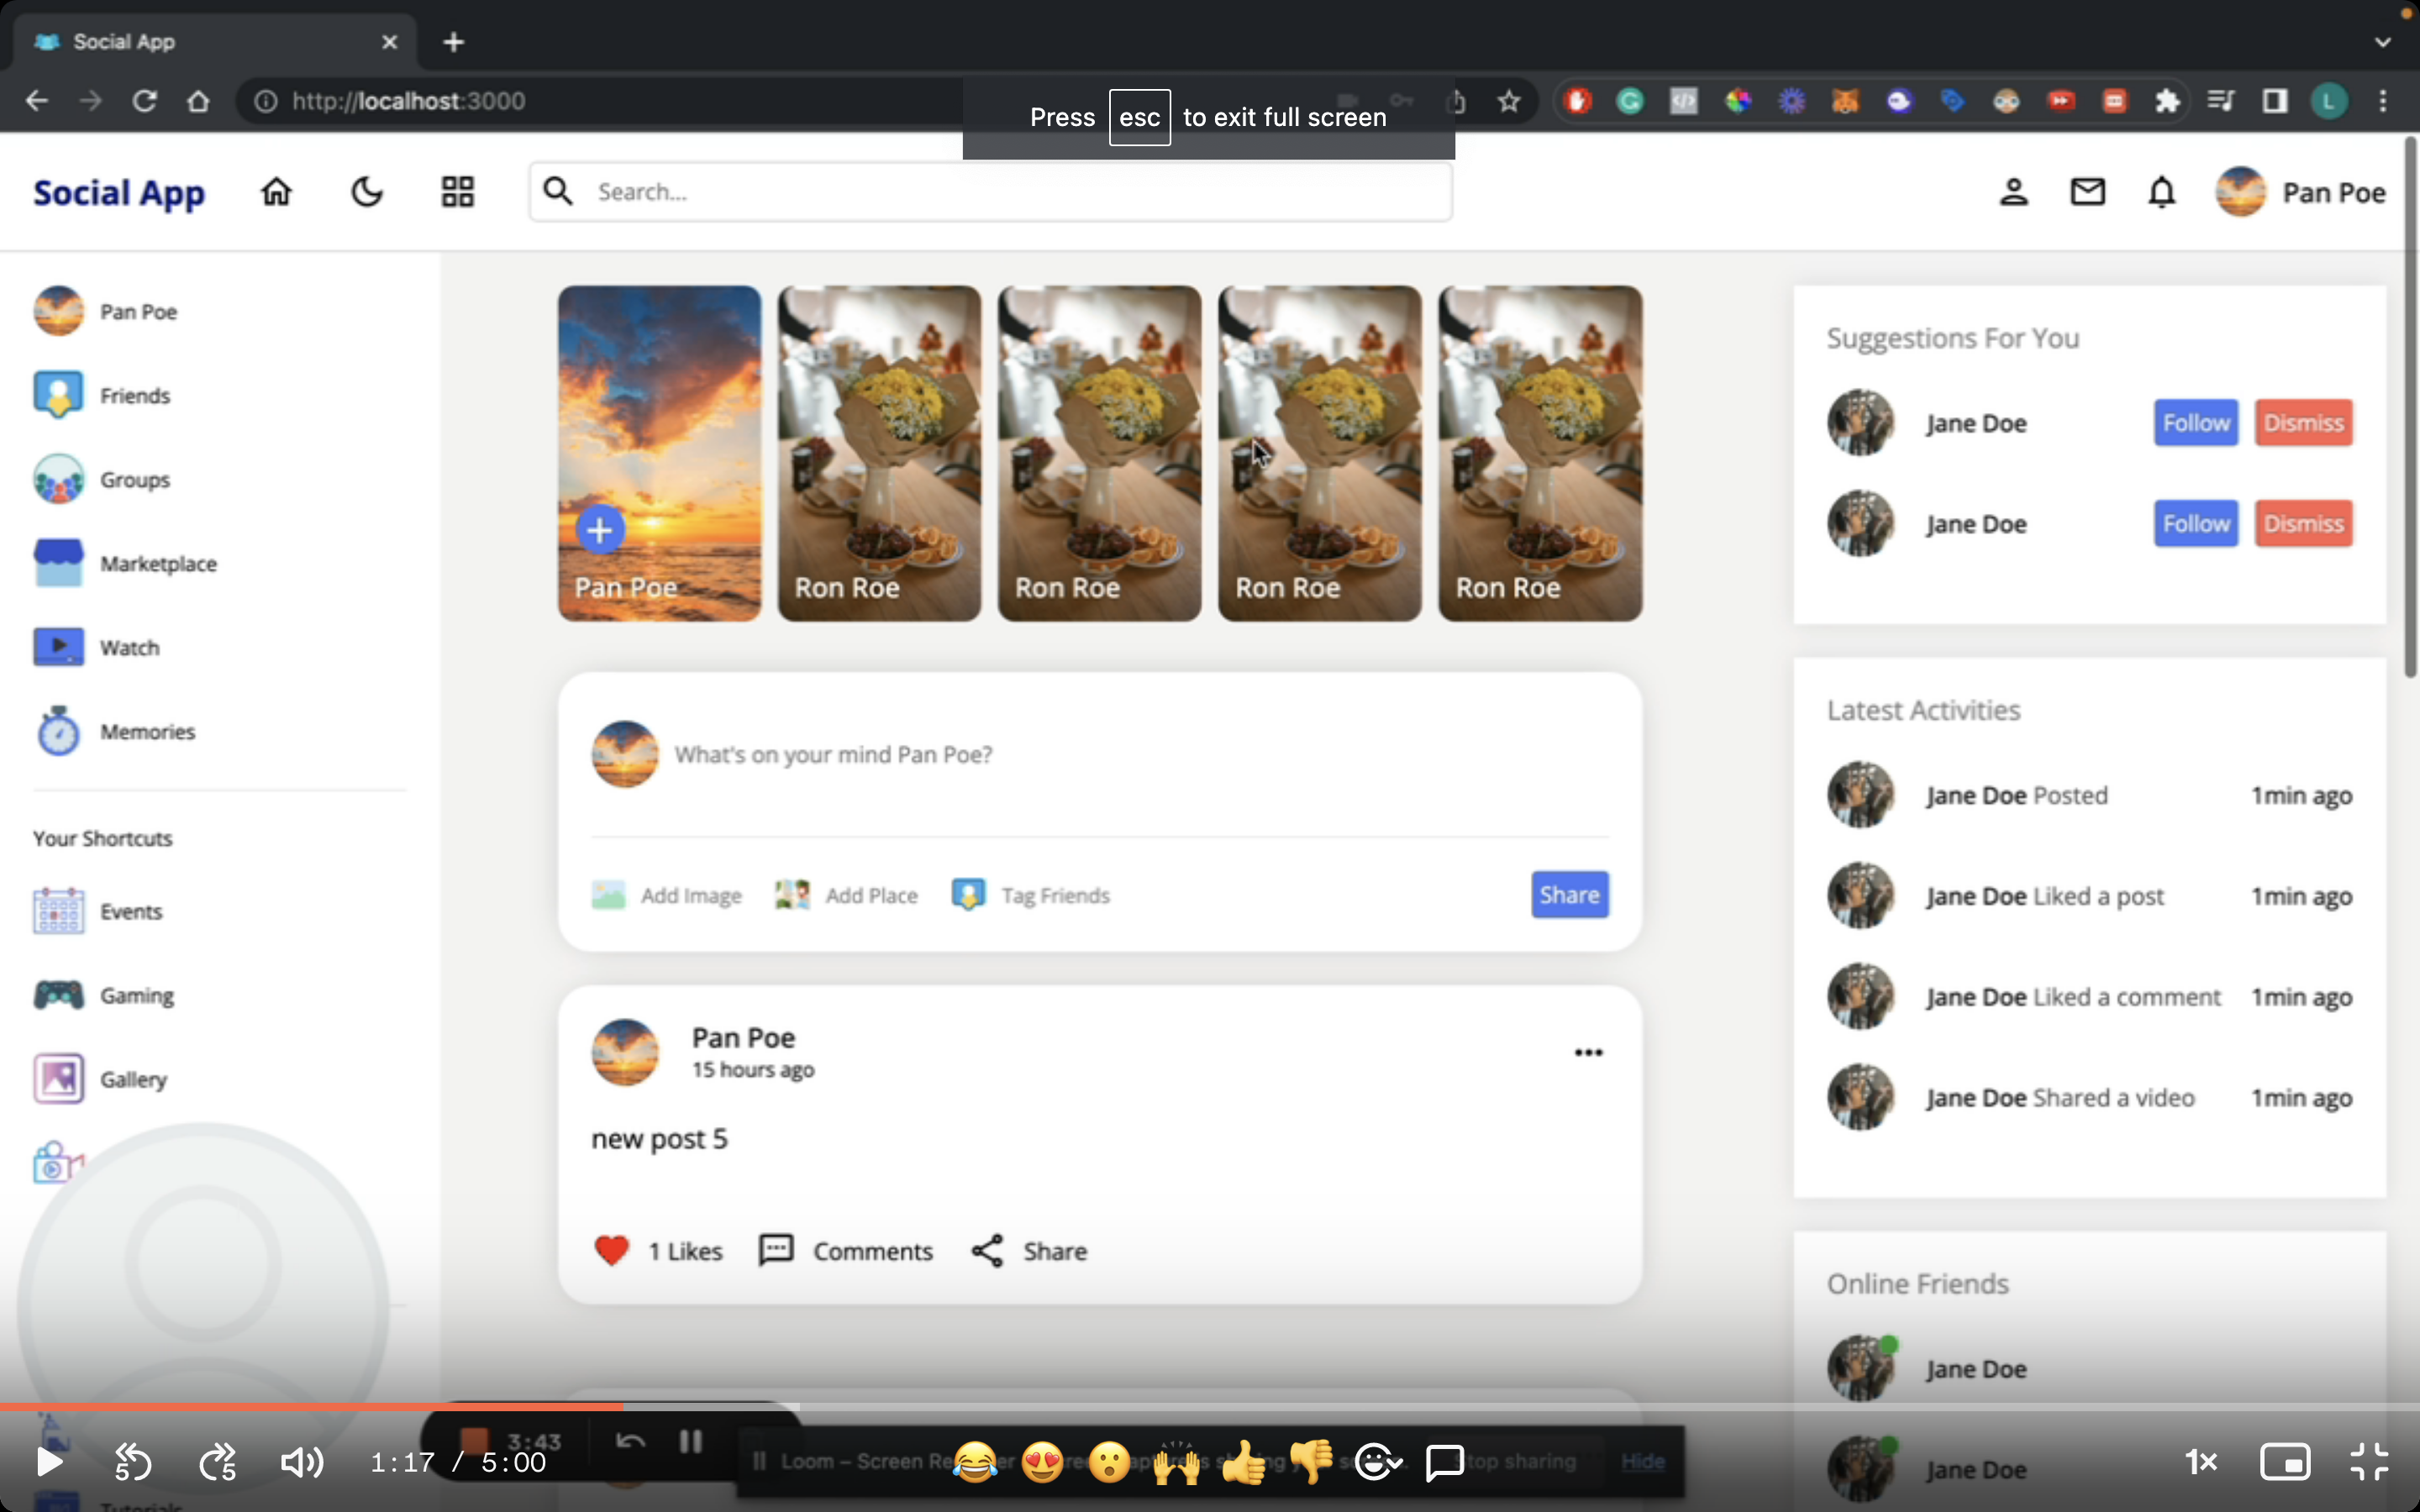 Social App
http://localhost:3000
Press esc to exit full screen
L
Social App
Search...
Pan Poe
Pan Poe
Friends
Groups
Marketplace
Watch
Memories
Your Shortcuts
Events
Gaming
Gallery
Tutorials
Pan Poe
Ron Roe
Ron Roe
Ron Roe
Ron Roe
What's on your mind Pan Poe?
Add Image
Add Place
Tag Friends
Share
Pan Poe
15 hours ago
new post 5
1 Likes
Comments
Share
Suggestions For You
Jane Doe
Follow
Dismiss
Jane Doe
Follow
Dismiss
Latest Activities
Jane Doe Posted
1min ago
Jane Doe Liked a post
1min ago
Jane Doe Liked a comment
1min ago
Jane Doe Shared a video
1min ago
Online Friends
Jane Doe
Jane Doe
3:43
5
5
1:17 / 5:00
Loom – Screen
sharing
Stop sharing
Hide
1×